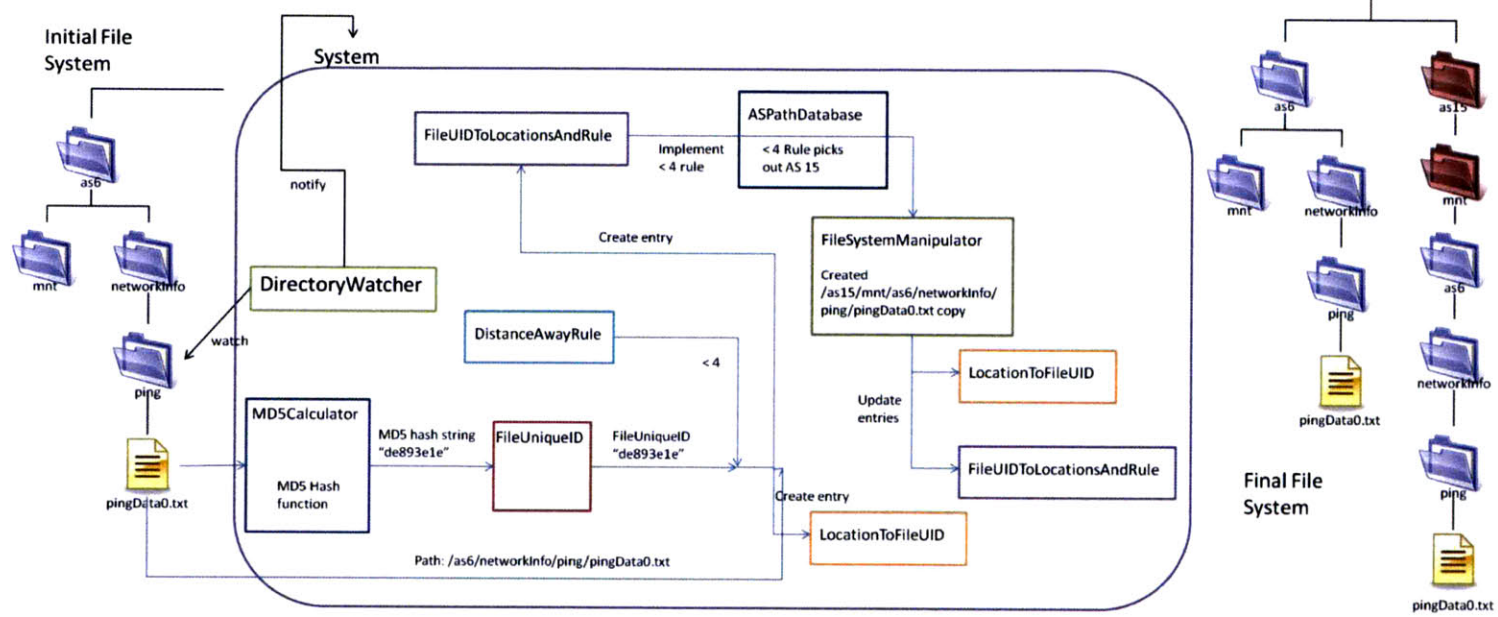 Initial File
System
as6
mnt
networkInfo
ping
pingData0.txt
System
notify
DirectoryWatcher
watch
FileUIDToLocationsAndRule
Implement
< 4 rule
ASPathDatabase
< 4 Rule picks
out AS 15
Create entry
FileSystemManipulator
Created
/as15/mnt/as6/networkInfo/
ping/pingData0.txt copy
DistanceAwayRule
< 4
LocationToFileUID
Update
entries
FileUIDToLocationsAndRule
MD5Calculator
MD5 Hash
function
MD5 hash string
"de893e1e"
FileUniqueID
FileUniqueID
"de893e1e"
Create entry
LocationToFileUID
Path: /as6/networkInfo/ping/pingData0.txt
as6
mnt
networkInfo
ping
pingData0.txt
Final File
System
as15
mnt
as6
networkInfo
ping
pingData0.txt